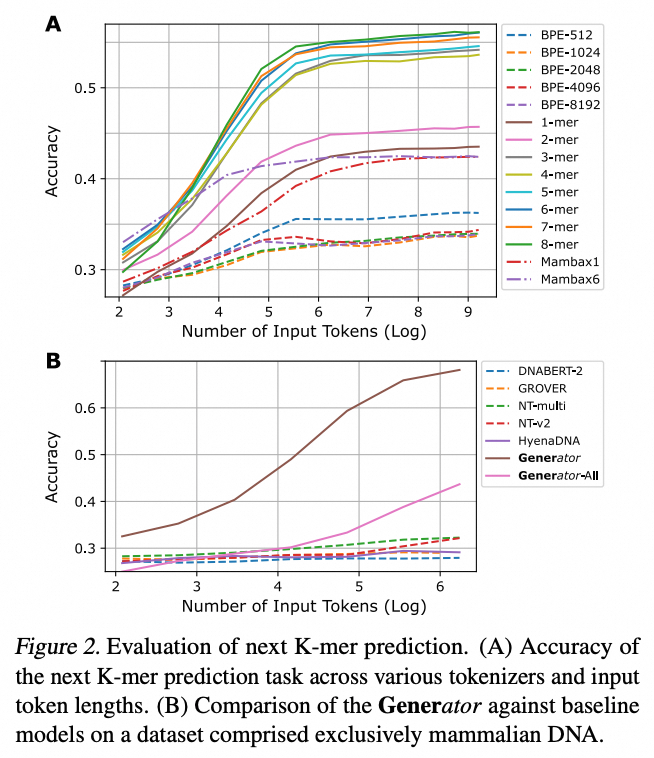 A
Accuracy
0.5
0.4
0.3
2 3 4 5 6 7 8 9
Number of Input Tokens (Log)
BPE-512
BPE-1024
BPE-2048
BPE-4096
BPE-8192
1-mer
2-mer
3-mer
4-mer
5-mer
6-mer
7-mer
8-mer
Mambax1
Mambax6
B
Accuracy
0.6
0.5
0.4
0.3
2 3 4 5 6
Number of Input Tokens (Log)
DNABERT-2
GROVER
NT-multi
NT-v2
HyenaDNA
Generator
Generator-All
Figure 2. Evaluation of next K-mer prediction. (A) Accuracy of
the next K-mer prediction task across various tokenizers and input
token lengths. (B) Comparison of the Generator against baseline
models on a dataset comprised exclusively mammalian DNA.